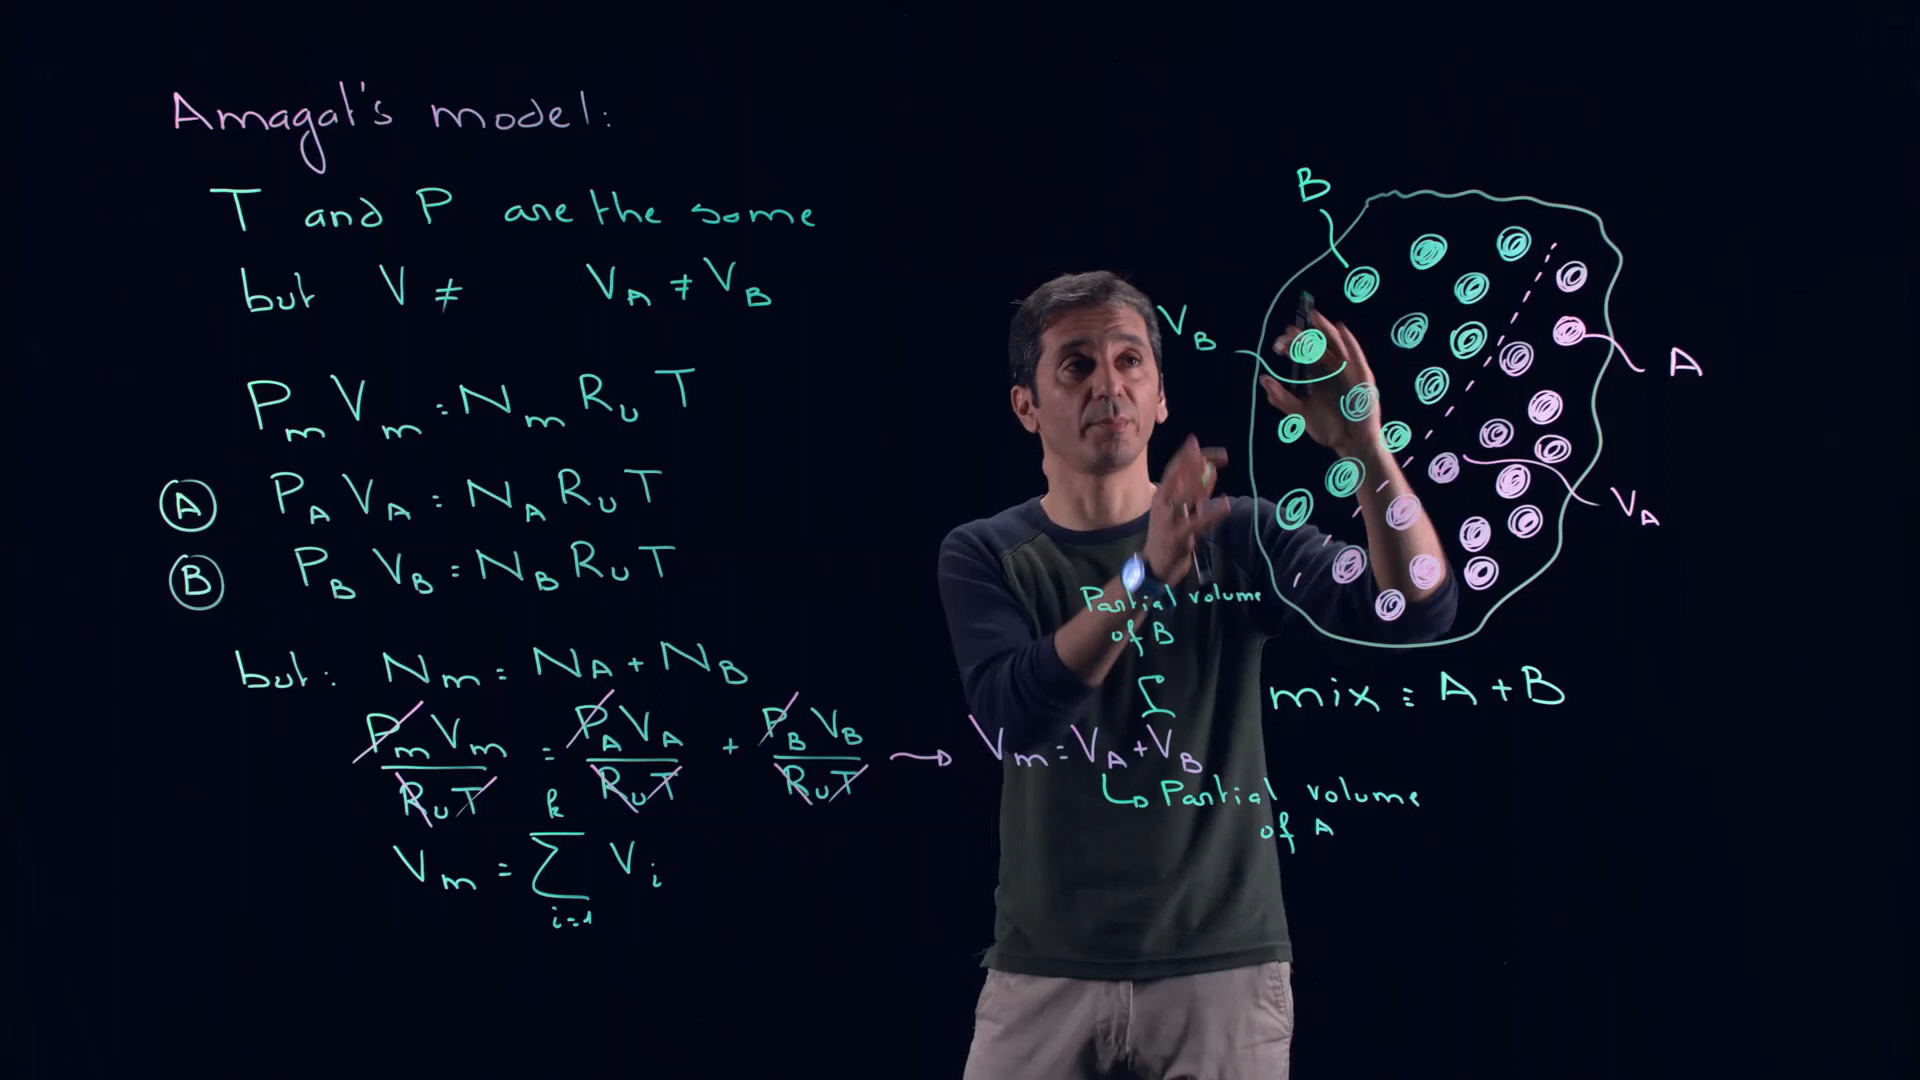 Amagat's model:
T and P are the some
but V ≠ V_A ≠ V_B
P_m V_m = N_m R_u T
A P_A V_A = N_A R_u T
B P_B V_B = N_B R_u T
but: N_m = N_A + N_B
P_m V_m / R_u T = P_A V_A / R_u T + P_B V_B / R_u T → V_m = V_A + V_B
V_m = ∑_{i=1}^{k} V_i
Partial volume
of B
Partial volume
of A
B
V_B
A
V_A
mix = A + B